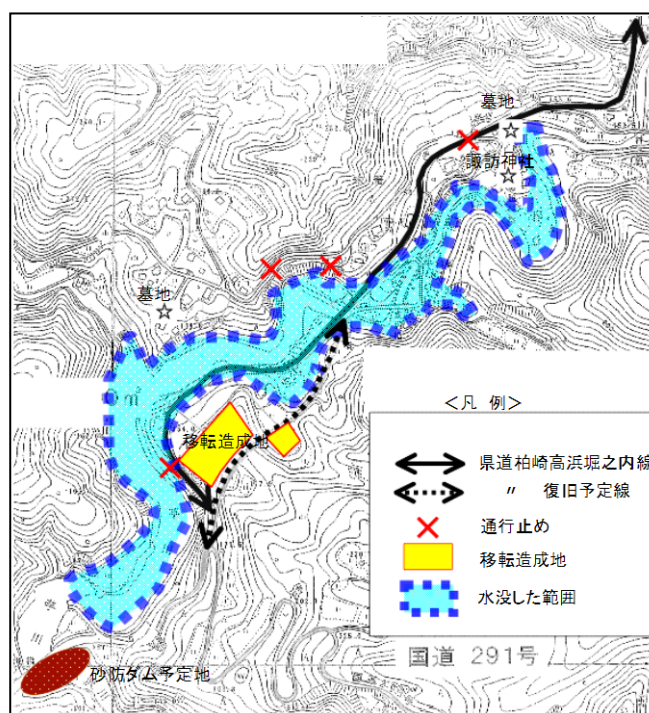 墓地
諏訪神社
墓地
移転造成地
＜凡 例＞
県道柏崎高浜堀之内線
〃 復旧予定線
通行止め
移転造成地
水没した範囲
国道 291号
砂防ダム予定地